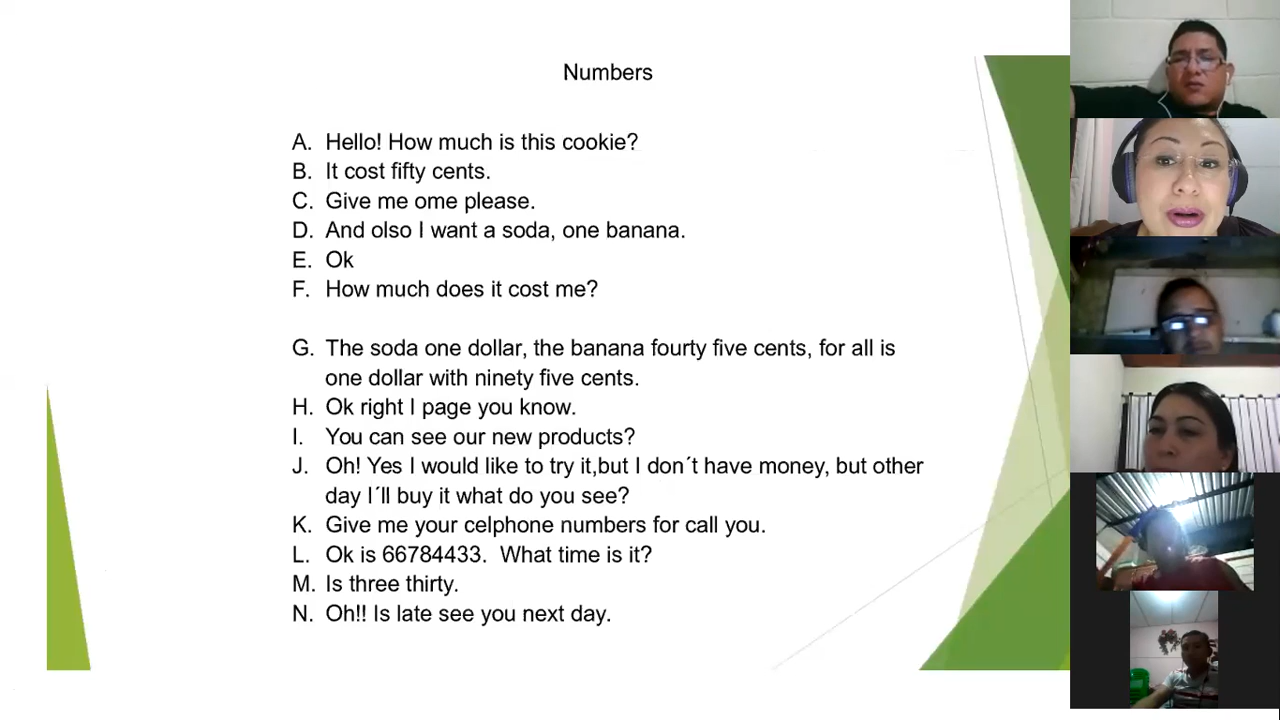 Numbers
A. Hello! How much is this cookie?
B. It cost fifty cents.
C. Give me ome please.
D. And olso I want a soda, one banana.
E. Ok
F. How much does it cost me?
G. The soda one dollar, the banana fourty five cents, for all is
one dollar with ninety five cents.
H. Ok right I page you know.
I. You can see our new products?
J. Oh! Yes I would like to try it,but I don´t have money, but other
day I´ll buy it what do you see?
K. Give me your celphone numbers for call you.
L. Ok is 66784433. What time is it?
M. Is three thirty.
N. Oh!! Is late see you next day.